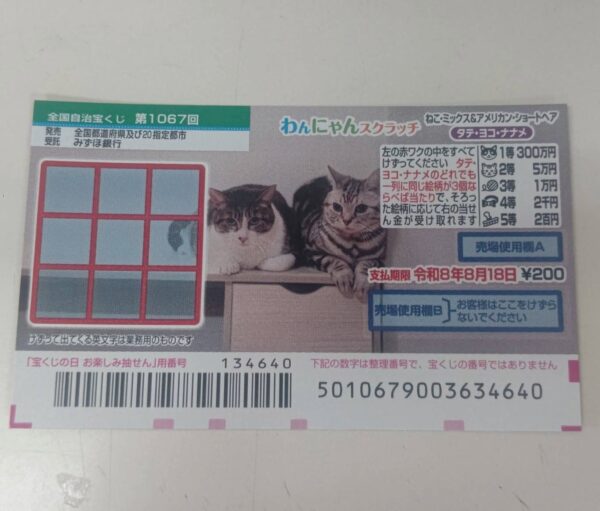 全国自治宝くじ 第1067回
発売 全国都道府県及び20指定都市
受託 みずほ銀行
わんにゃんスクラッチ
ねこ・ミックス&アメリカン・ショートヘア
タテ・ヨコ・ナナメ
左の赤ワクの中をすべて
けずってください タテ・
ヨコ・ナナメのどれでも
一列に同じ絵柄が3個な
らべば当たりで、そろっ
た絵柄に応じて右の当せ
ん金が受け取れます
1等 300万円
2等 5万円
3等 1万円
4等 2千円
5等 2百円
売場使用欄A
支払期限 令和8年8月18日 ¥200
売場使用欄B
お客様はここをけずら
ないでください
けずって出てくる英文字は業務用のものです
「宝くじの日 お楽しみ抽せん」用番号 134640
下記の数字は整理番号で、宝くじの番号ではありません
5010679003634640